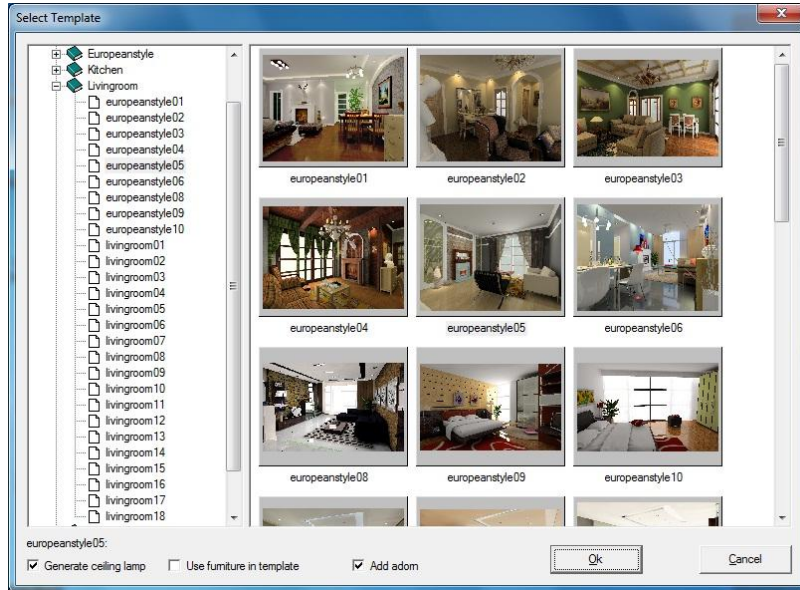 Select Template
Europeanstyle
Kitchen
Livingroom
europeanstyle01
europeanstyle02
europeanstyle03
europeanstyle04
europeanstyle05
europeanstyle06
europeanstyle08
europeanstyle09
europeanstyle10
livingroom01
livingroom02
livingroom03
livingroom04
livingroom05
livingroom06
livingroom07
livingroom08
livingroom09
livingroom10
livingroom11
livingroom12
livingroom13
livingroom14
livingroom15
livingroom16
livingroom17
livingroom18
europeanstyle01 europeanstyle02 europeanstyle03
europeanstyle04 europeanstyle05 europeanstyle06
europeanstyle08 europeanstyle09 europeanstyle10
europeanstyle05:
Generate ceiling lamp Use furniture in template Add adorn Ok Cancel